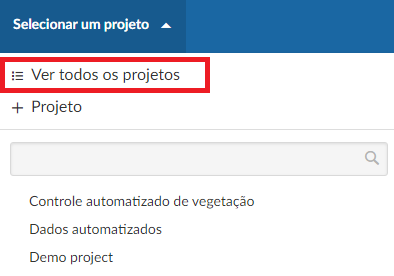 Selecionar um projeto
Ver todos os projetos
Projeto
Controle automatizado de vegetação
Dados automatizados
Demo project